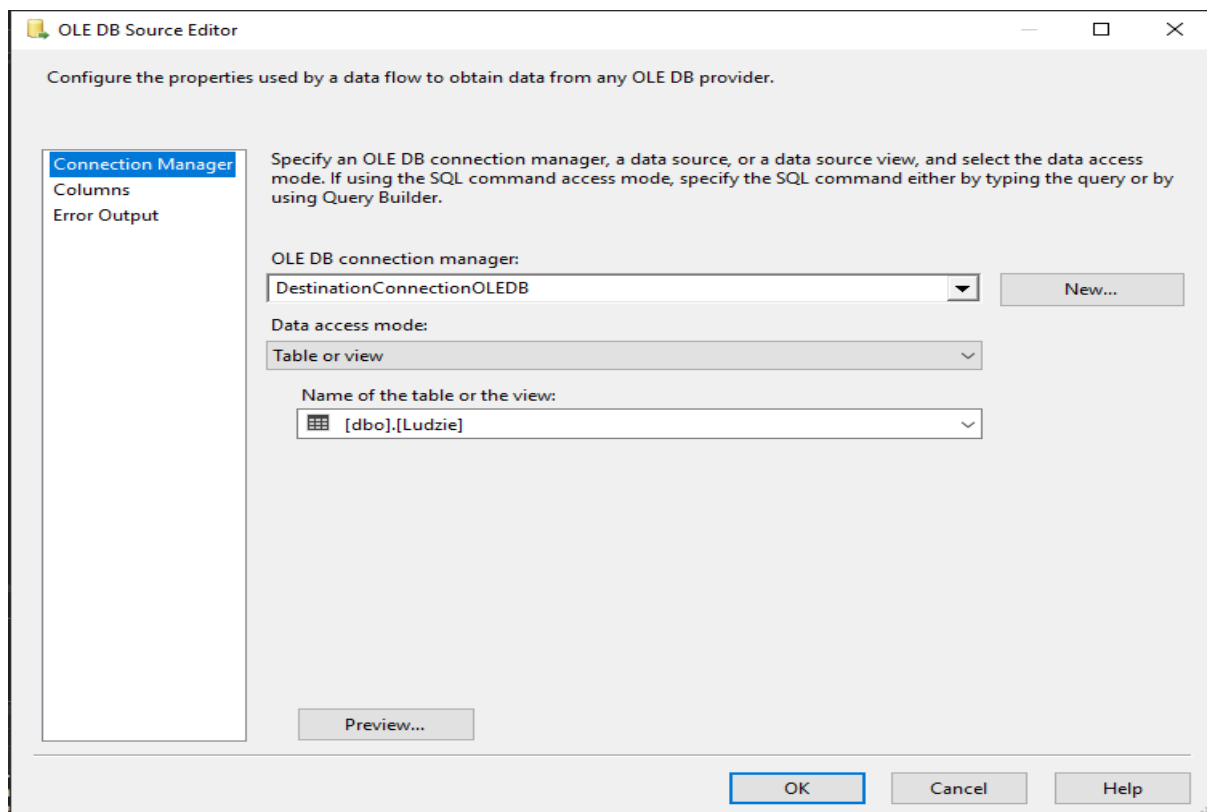 OLE DB Source Editor
Configure the properties used by a data flow to obtain data from any OLE DB provider.
Connection Manager
Columns
Error Output
Specify an OLE DB connection manager, a data source, or a data source view, and select the data access
mode. If using the SQL command access mode, specify the SQL command either by typing the query or by
using Query Builder.
OLE DB connection manager:
DestinationConnectionOLEDB
New...
Data access mode:
Table or view
Name of the table or the view:
[dbo].[Ludzie]
Preview...
OK
Cancel
Help